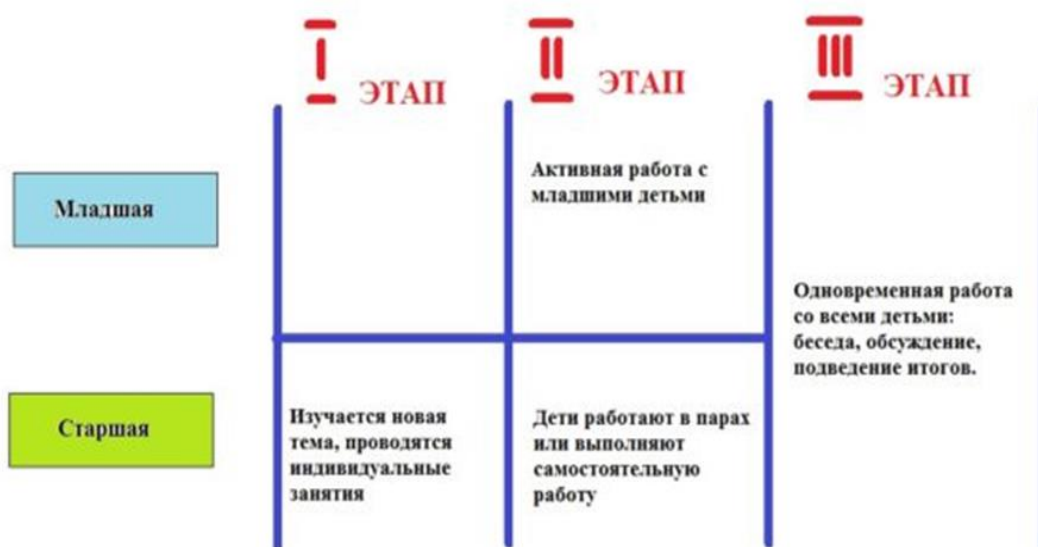 I ЭТАП
II ЭТАП
III ЭТАП
Младшая
Активная работа с
младшими детьми
Одновременная работа
со всеми детьми:
беседа, обсуждение,
подведение итогов.
Старшая
Изучается новая
тема, проводятся
индивидуальные
занятия
Дети работают в парах
или выполняют
самостоятельную
работу